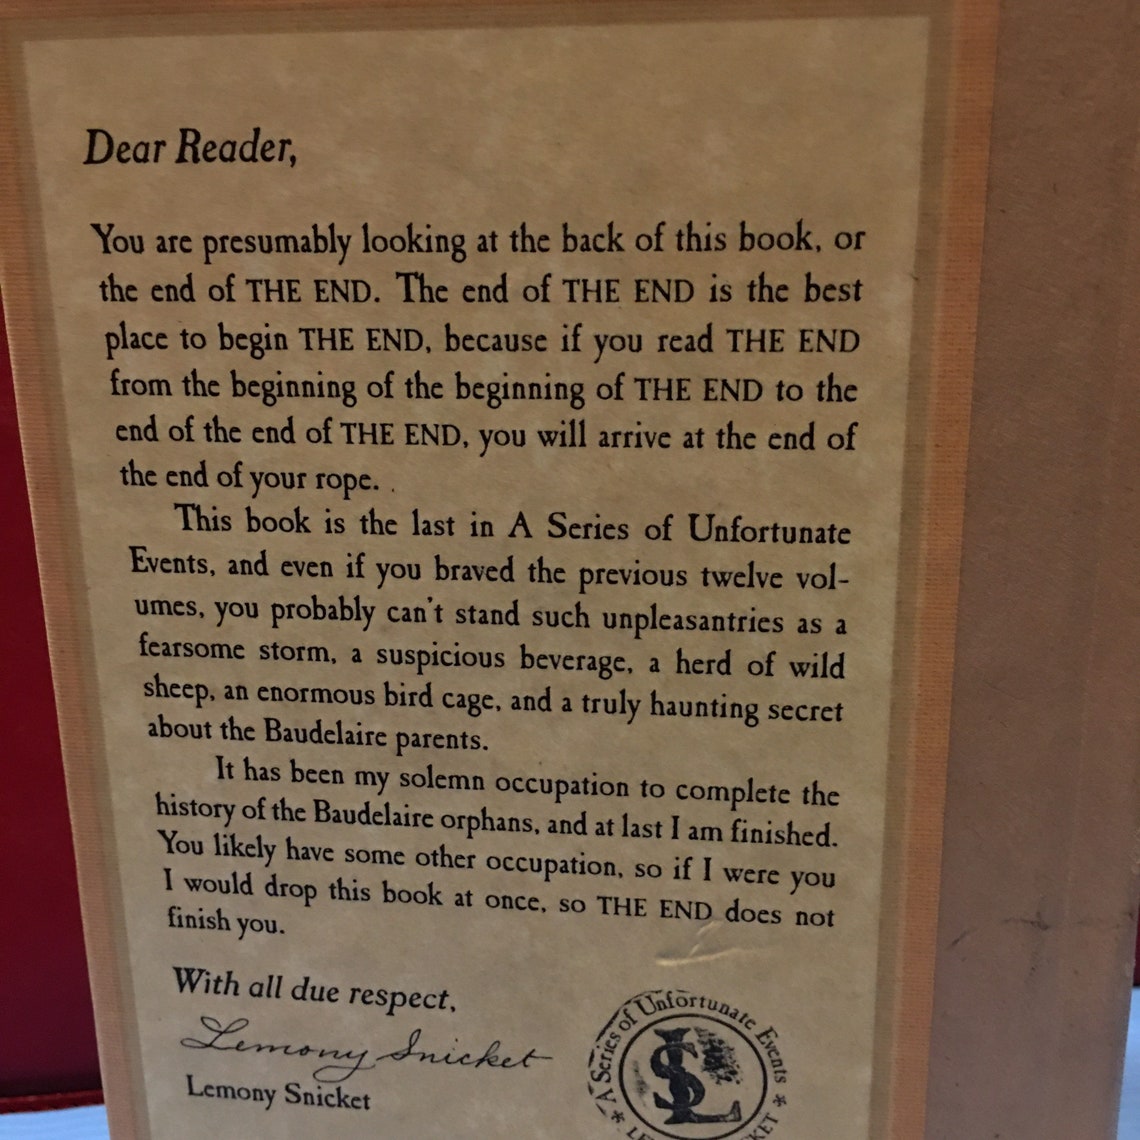 Dear Reader,
You are presumably looking at the back of this book, or
the end of THE END. The end of THE END is the best
place to begin THE END, because if you read THE END
from the beginning of the beginning of THE END to the
end of the end of THE END, you will arrive at the end of
the end of your rope.
This book is the last in A Series of Unfortunate
Events, and even if you braved the previous twelve vol-
umes, you probably can't stand such unpleasantries as a
fearsome storm, a suspicious beverage, a herd of wild
sheep, an enormous bird cage, and a truly haunting secret
about the Baudelaire parents.
It has been my solemn occupation to complete the
history of the Baudelaire orphans, and at last I am finished.
You likely have some other occupation, so if I were you
I would drop this book at once, so THE END does not
finish you.
With all due respect,
Lemony Snicket
Lemony Snicket
A Series of Unfortunate Events
LS